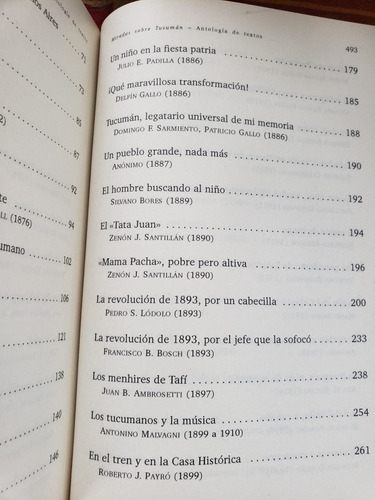 os Aires
71
77
85
2)
87
92
te
LL (1876)
94
umano
102
106
121
138
140
146
Miradas sobre Tucumán – Antología de textos
493
Un niño en la fiesta patria
JULIO E. PADILLA (1886)
179
¡Qué maravillosa transformación!
DELFÍN GALLO (1886)
185
Tucumán, legatario universal de mi memoria
DOMINGO F. SARMIENTO, PATRICIO GALLO (1886)
188
Un pueblo grande, nada más
ANÓNIMO (1887)
190
El hombre buscando al niño
SILVANO BORES (1889)
192
El «Tata Juan»
ZENÓN J. SANTILLÁN (1890)
194
«Mama Pacha», pobre pero altiva
ZENÓN J. SANTILLÁN (1890)
196
La revolución de 1893, por un cabecilla
PEDRO S. LÓDOLO (1893)
200
La revolución de 1893, por el jefe que la sofocó
FRANCISCO B. BOSCH (1893)
233
Los menhires de Tafí
JUAN B. AMBROSETTI (1897)
238
Los tucumanos y la música
ANTONINO MALVAGNI (1899 a 1910)
254
En el tren y en la Casa Histórica
ROBERTO J. PAYRÓ (1899)
261